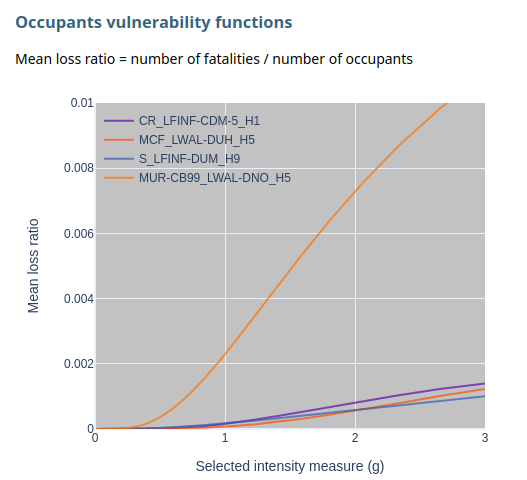 Occupants vulnerability functions
Mean loss ratio = number of fatalities / number of occupants
0.01
CR_LFINF-CDM-5_H1
MCF_LWAL-DUH_H5
S_LFINF-DUM_H9
MUR-CB99_LWAL-DNO_H5
0.008
0.006
0.004
0.002
0
Mean loss ratio
0
1
2
3
Selected intensity measure (g)